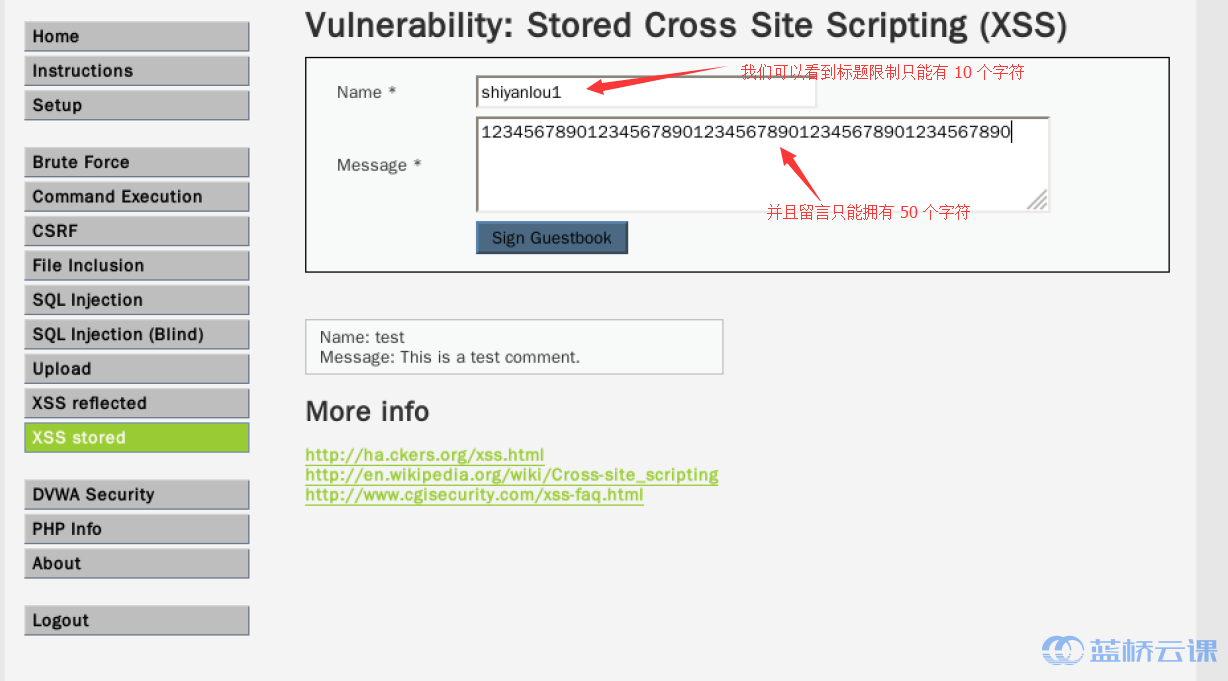 Vulnerability: Stored Cross Site Scripting (XSS)
Home
Instructions
Setup
Brute Force
Command Execution
CSRF
File Inclusion
SQL Injection
SQL Injection (Blind)
Upload
XSS reflected
XSS stored
DVWA Security
PHP Info
About
Logout
我们可以看到标题限制只能有 10 个字符
Name *
shiyanlou1
Message *
12345678901234567890123456789012345678901234567890
并且留言只能拥有 50 个字符
Sign Guestbook
Name: test
Message: This is a test comment.
More info
http://ha.ckers.org/xss.html
http://en.wikipedia.org/wiki/Cross-site_scripting
http://www.cgisecurity.com/xss-faq.html
蓝桥云课